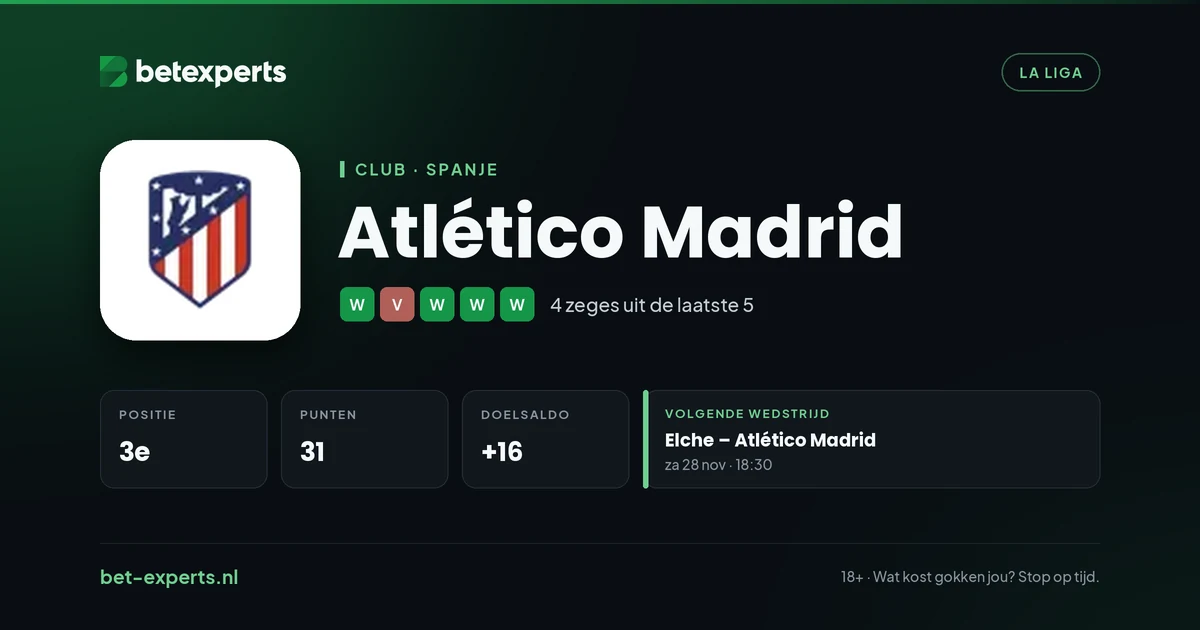 betexperts
LA LIGA
CLUB · SPANJE
Atlético Madrid
W V W W W 4 zeges uit de laatste 5
POSITIE
3e
PUNTEN
31
DOELSALDO
+16
VOLGENDE WEDSTRIJD
Elche – Atlético Madrid
za 28 nov · 18:30
bet-experts.nl
18+ · Wat kost gokken jou? Stop op tijd.